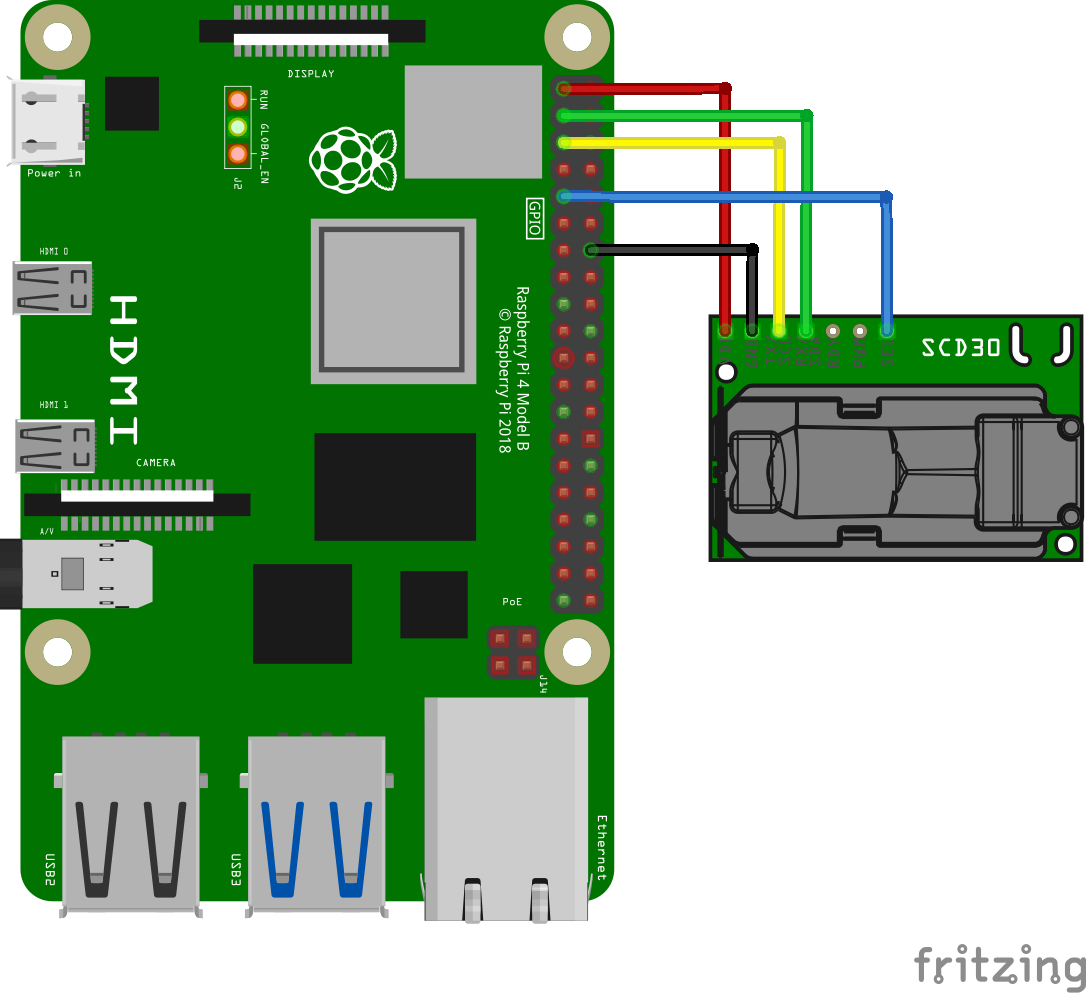 DISPLAY
RUN
GLOBAL_EN
J2
Power in
GPIO
HDMI 0
HDMI
Raspberry Pi 4 Model B
© Raspberry Pi 2018
SCD30
HDMI 1
CAMERA
A/V
PoE
J14
USB2
USB3
Ethernet
fritzing